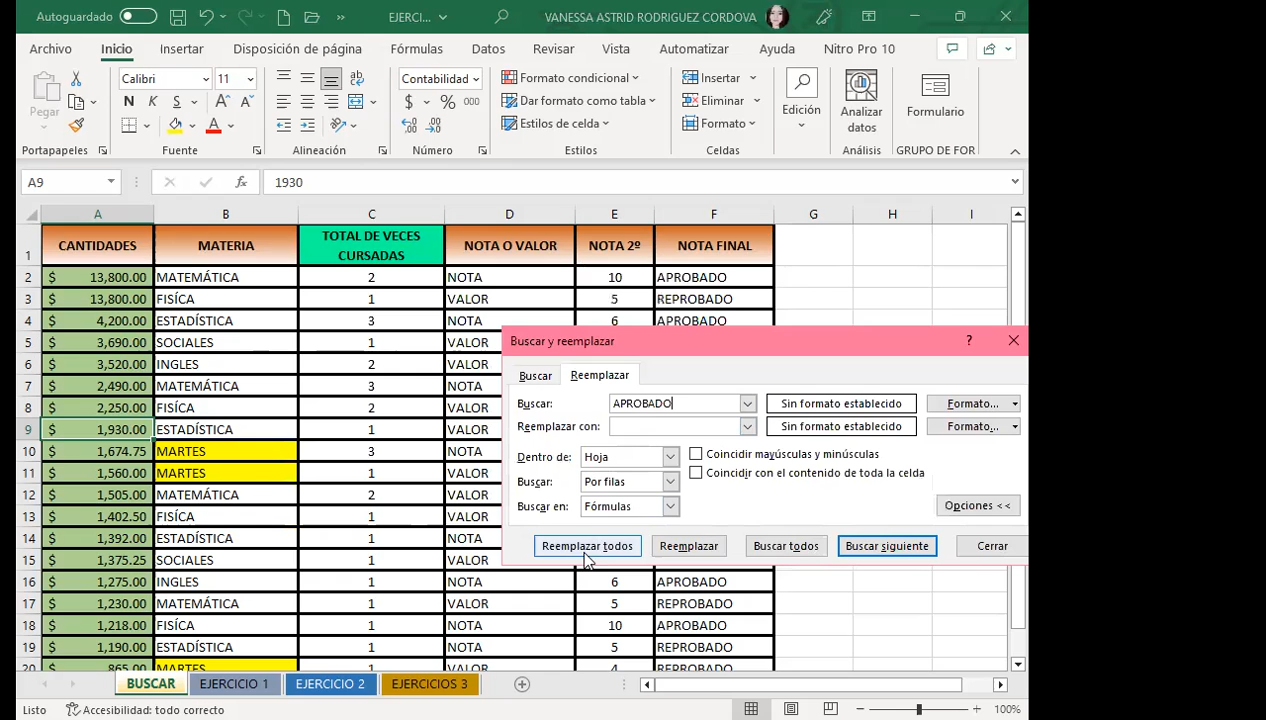 Autoguardado EJERCI... VANESSA ASTRID RODRIGUEZ CORDOVA
Archivo Inicio Insertar Disposición de página Fórmulas Datos Revisar Vista Automatizar Ayuda Nitro Pro 10
Calibri 11 Contabilidad Formato condicional Insertar
Pegar N K S $ % 000 Dar formato como tabla Eliminar Edición Analizar datos Formulario
Estilos de celda Formato
Portapapeles Fuente Alineación Número Estilos Celdas Análisis GRUPO DE FOR
A9 fx 1930
A B C D E F G H I
1 CANTIDADES MATERIA TOTAL DE VECES CURSADAS NOTA O VALOR NOTA 2º NOTA FINAL
2 $ 13,800.00 MATEMÁTICA 2 NOTA 10 APROBADO
3 $ 13,800.00 FISÍCA 1 VALOR 5 REPROBADO
4 $ 4,200.00 ESTADÍSTICA 3 NOTA 6 APROBADO
5 $ 3,690.00 SOCIALES 1 VALOR
6 $ 3,520.00 INGLES 2 NOTA
7 $ 2,490.00 MATEMÁTICA 3 NOTA
8 $ 2,250.00 FISÍCA 2 VALOR
9 $ 1,930.00 ESTADÍSTICA 1 VALOR
10 $ 1,674.75 MARTES 3 NOTA
11 $ 1,560.00 MARTES 1 VALOR
12 $ 1,505.00 MATEMÁTICA 2 VALOR
13 $ 1,402.50 FISÍCA 1 VALOR
14 $ 1,392.00 ESTADÍSTICA 1 NOTA
15 $ 1,375.25 SOCIALES 1 VALOR
16 $ 1,275.00 INGLES 1 NOTA 6 APROBADO
17 $ 1,230.00 MATEMÁTICA 1 VALOR 5 REPROBADO
18 $ 1,218.00 FISÍCA 1 NOTA 10 APROBADO
19 $ 1,190.00 ESTADÍSTICA 1 NOTA 5 REPROBADO
20 $ 865.00 MARTES 1 VALOR 4 REPROBADO
Buscar y reemplazar ?
Buscar Reemplazar
Buscar: APROBADO Sin formato establecido Formato...
Reemplazar con: Sin formato establecido Formato...
Dentro de: Hoja Coincidir mayúsculas y minúsculas
Buscar: Por filas Coincidir con el contenido de toda la celda
Buscar en: Fórmulas Opciones <<
Reemplazar todos Reemplazar Buscar todos Buscar siguiente Cerrar
BUSCAR EJERCICIO 1 EJERCICIO 2 EJERCICIOS 3
Listo Accesibilidad: todo correcto 100%